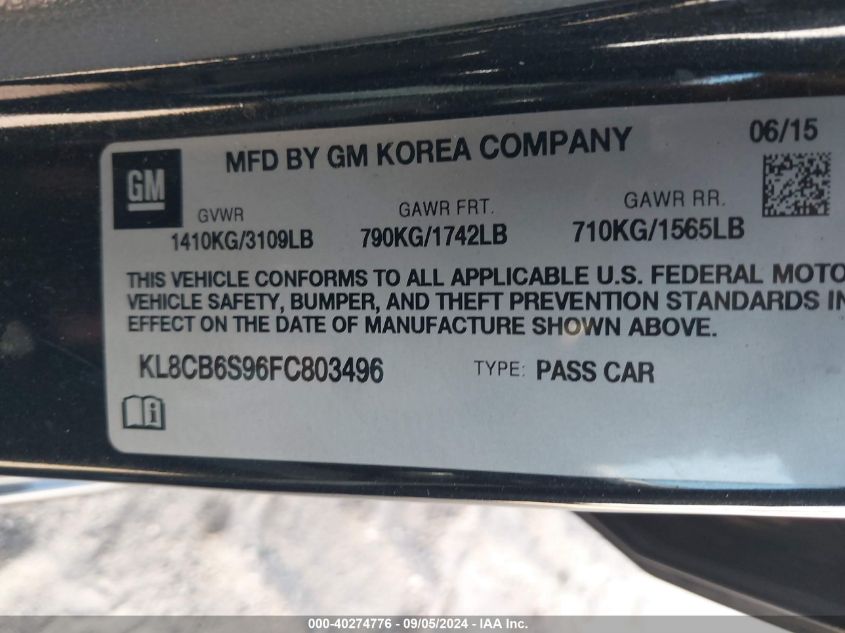 MFD BY GM KOREA COMPANY
06/15
GM
GVWR
1410KG/3109LB
GAWR FRT.
790KG/1742LB
GAWR RR.
710KG/1565LB
THIS VEHICLE CONFORMS TO ALL APPLICABLE U.S. FEDERAL MOTO
VEHICLE SAFETY, BUMPER, AND THEFT PREVENTION STANDARDS IN
EFFECT ON THE DATE OF MANUFACTURE SHOWN ABOVE.
KL8CB6S96FC803496
TYPE: PASS CAR
000-40274776 - 09/05/2024 - IAA Inc.